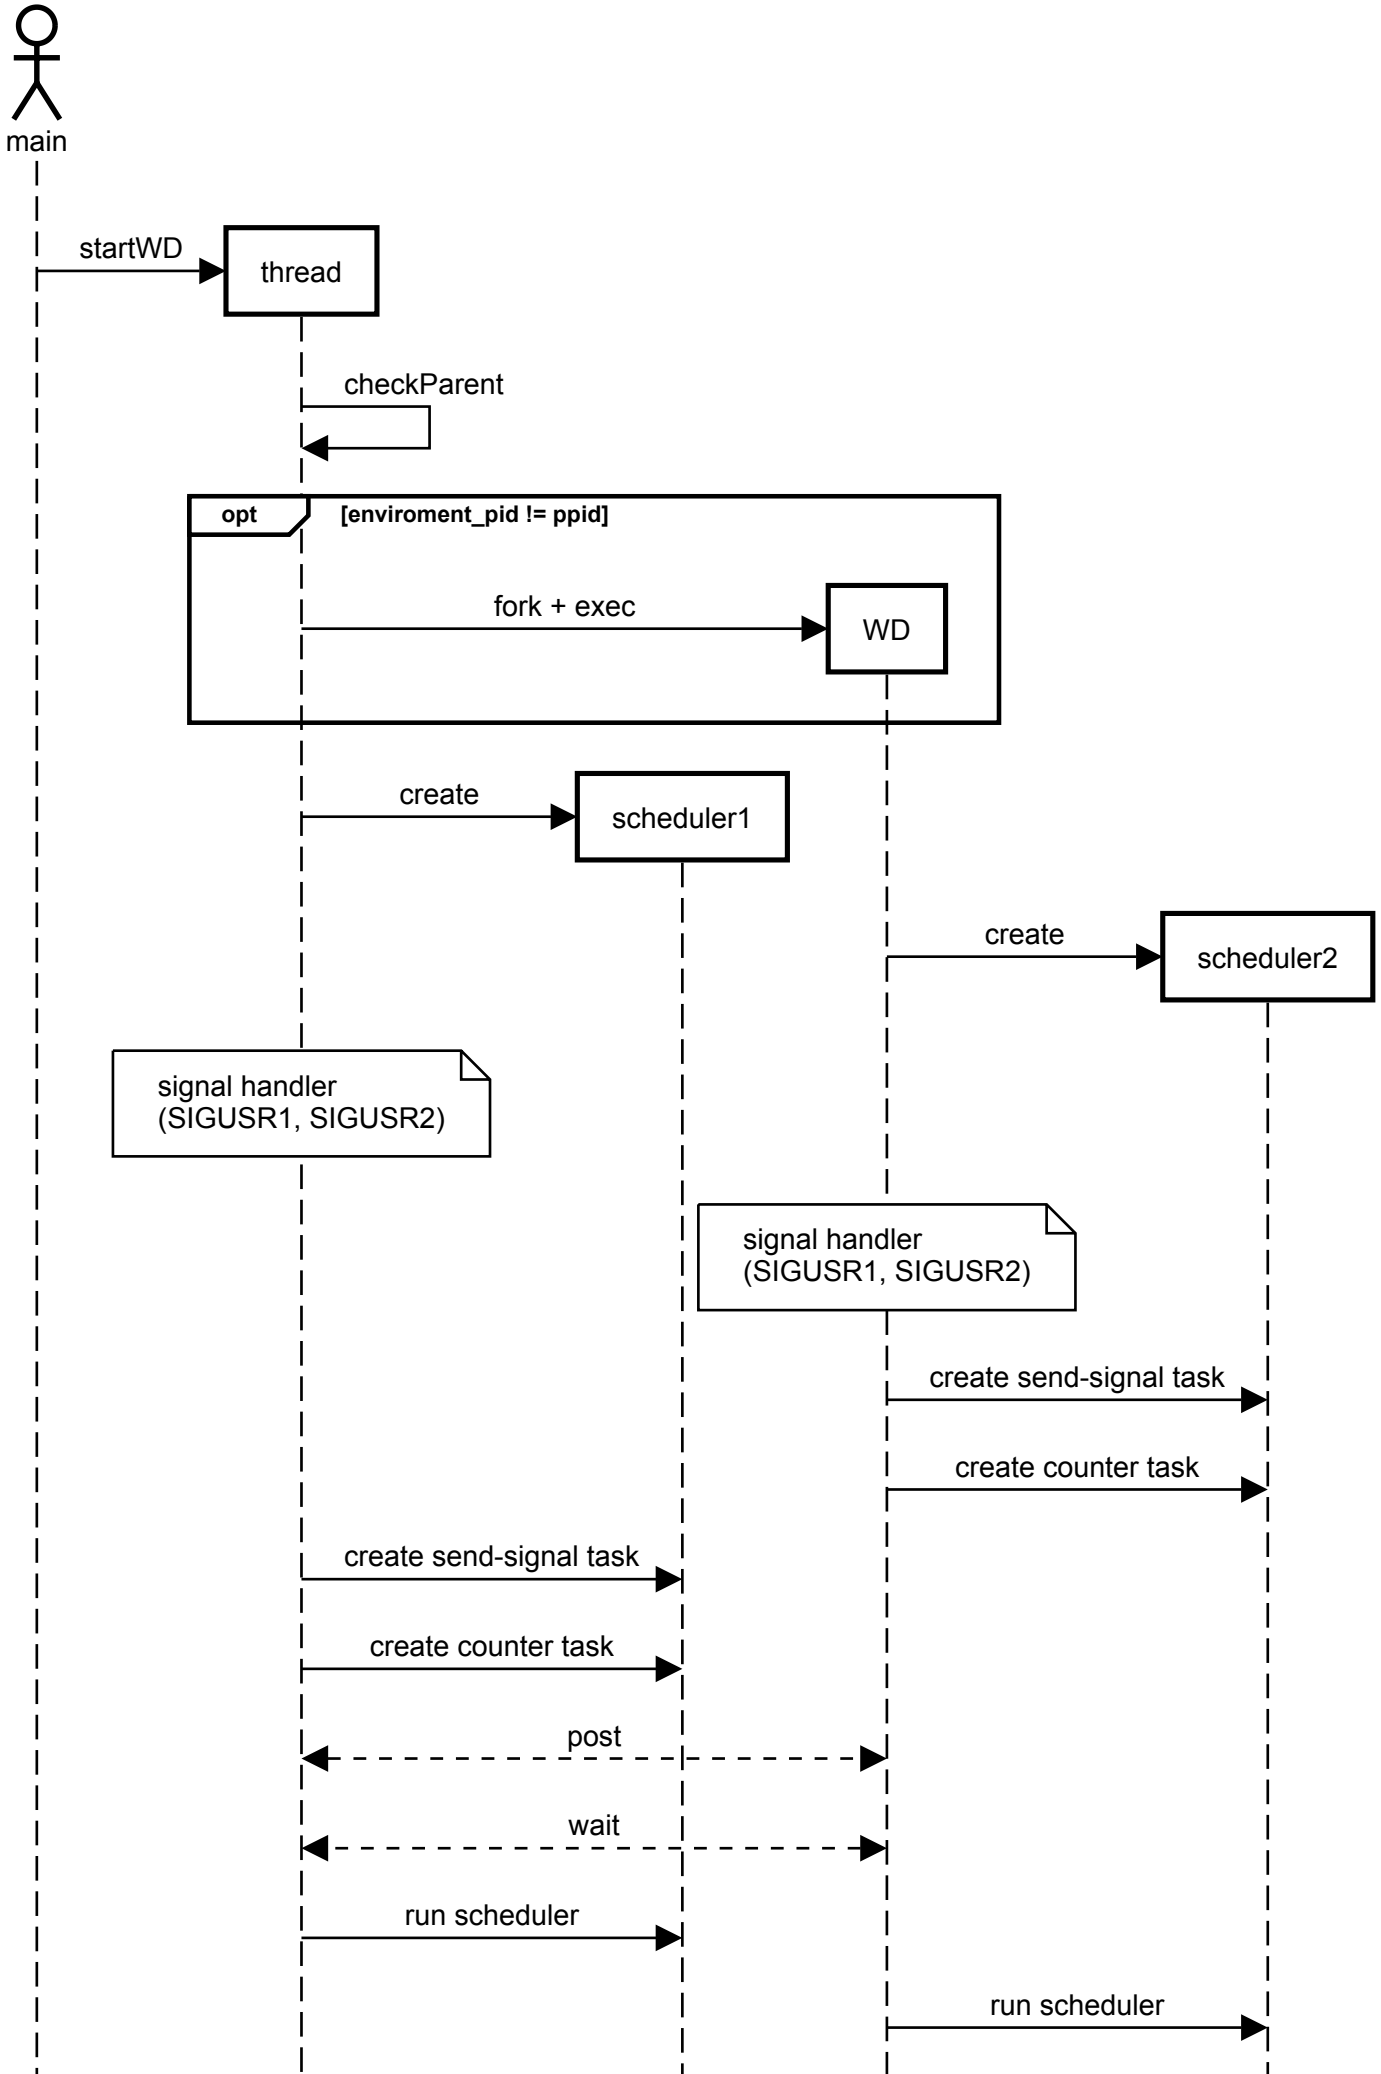 main
startWD
thread
checkParent
opt
[enviroment_pid != ppid]
fork + exec
WD
create
scheduler1
create
scheduler2
signal handler
(SIGUSR1, SIGUSR2)
signal handler
(SIGUSR1, SIGUSR2)
create send-signal task
create counter task
create send-signal task
create counter task
post
wait
run scheduler
run scheduler